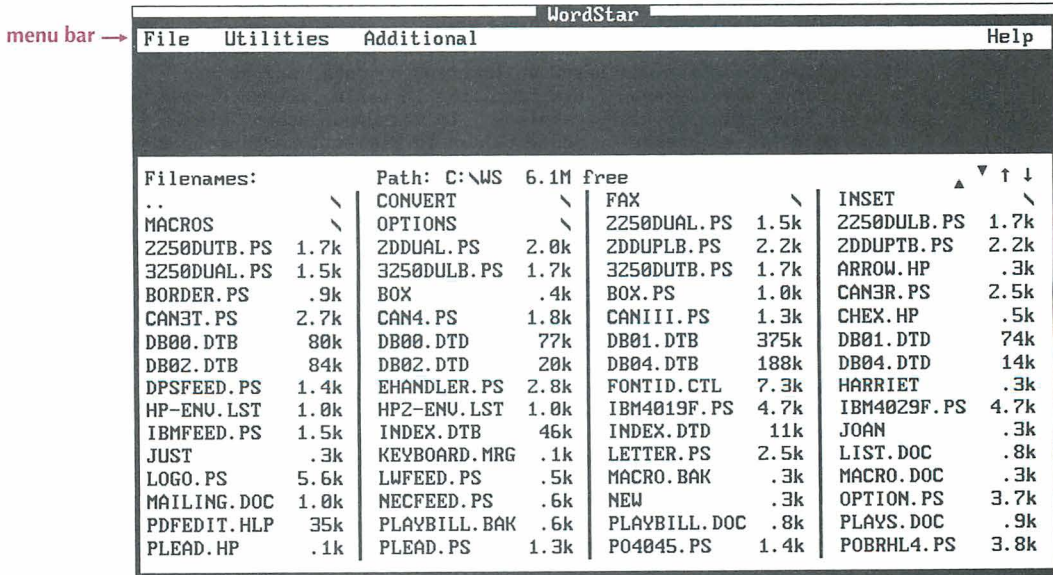 WordStar
menu bar →
File Utilities Additional Help
Filenames: Path: C:\WS 6.1M free ▲ ▼ ↑ ↓
.. \ CONVERT \ FAX \ INSET \
MACROS \ OPTIONS \ 2250DUAL.PS 1.5k 2250DULB.PS 1.7k
2250DUTB.PS 1.7k 2DDUAL.PS 2.0k 2DDUPLB.PS 2.2k 2DDUPTB.PS 2.2k
3250DUAL.PS 1.5k 3250DULB.PS 1.7k 3250DUTB.PS 1.7k ARROW.HP .3k
BORDER.PS .9k BOX .4k BOX.PS 1.0k CAN3R.PS 2.5k
CAN3T.PS 2.7k CAN4.PS 1.8k CANIII.PS 1.3k CHEX.HP .5k
DB00.DTB 80k DB00.DTD 77k DB01.DTB 375k DB01.DTD 74k
DB02.DTB 84k DB02.DTD 20k DB04.DTB 188k DB04.DTD 14k
DPSFEED.PS 1.4k EHANDLER.PS 2.8k FONTID.CTL 7.3k HARRIET .3k
HP-ENV.LST 1.0k HP2-ENV.LST 1.0k IBM4019F.PS 4.7k IBM4029F.PS 4.7k
IBMFEED.PS 1.5k INDEX.DTB 46k INDEX.DTD 11k JOAN .3k
JUST .3k KEYBOARD.MRG .1k LETTER.PS 2.5k LIST.DOC .8k
LOGO.PS 5.6k LWFEED.PS .5k MACRO.BAK .3k MACRO.DOC .3k
MAILING.DOC 1.0k NECFEED.PS .6k NEW .3k OPTION.PS 3.7k
PDFEDIT.HLP 35k PLAYBILL.BAK .6k PLAYBILL.DOC .8k PLAYS.DOC .9k
PLEAD.HP .1k PLEAD.PS 1.3k PO4045.PS 1.4k POBRHL4.PS 3.8k